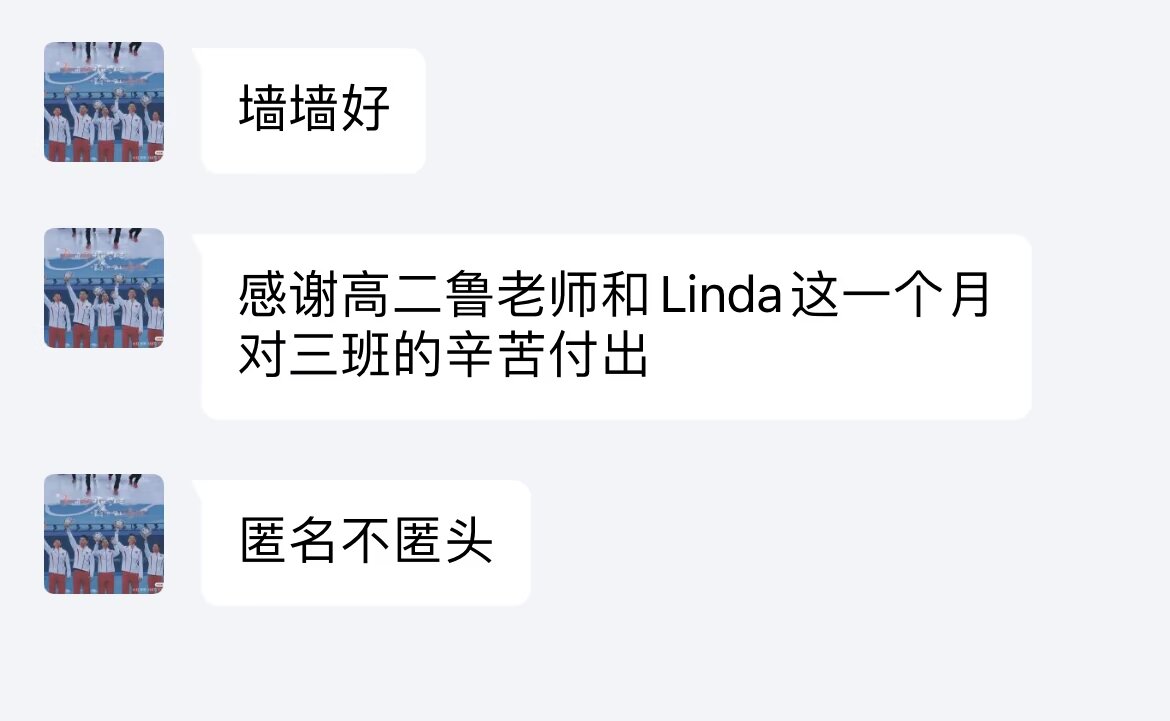 墙墙好
感谢高二鲁老师和Linda这一个月
对三班的辛苦付出
匿名不匿头